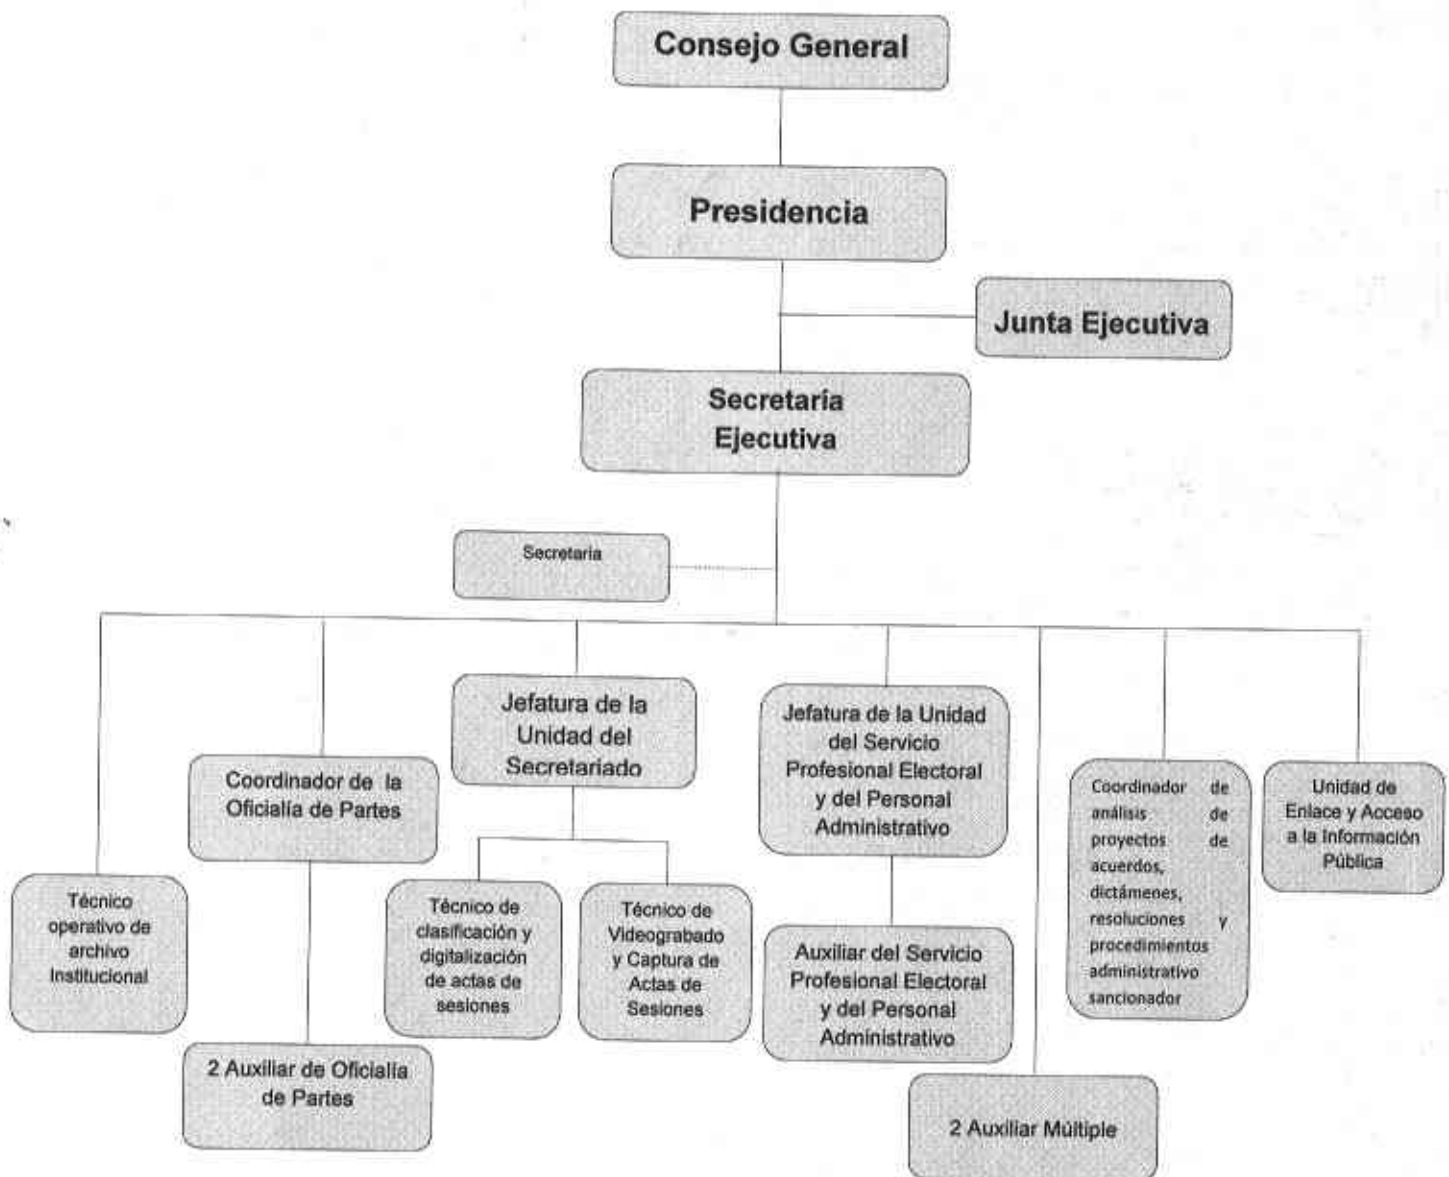 Consejo General
Presidencia
Junta Ejecutiva
Secretaría
Ejecutiva
Secretaria
Jefatura de la
Unidad del
Secretariado
Jefatura de la Unidad
del Servicio
Profesional Electoral
y del Personal
Administrativo
Coordinador de la
Oficialía de Partes
Coordinador de
análisis de
proyectos de
acuerdos,
dictámenes,
resoluciones y
procedimientos
administrativo
sancionador
Unidad de
Enlace y Acceso
a la Información
Pública
Técnico
operativo de
archivo
Institucional
Técnico de
clasificación y
digitalización
de actas de
sesiones
Técnico de
Videograbado
y Captura de
Actas de
Sesiones
Auxiliar del Servicio
Profesional Electoral
y del Personal
Administrativo
2 Auxiliar de Oficialía
de Partes
2 Auxiliar Múltiple